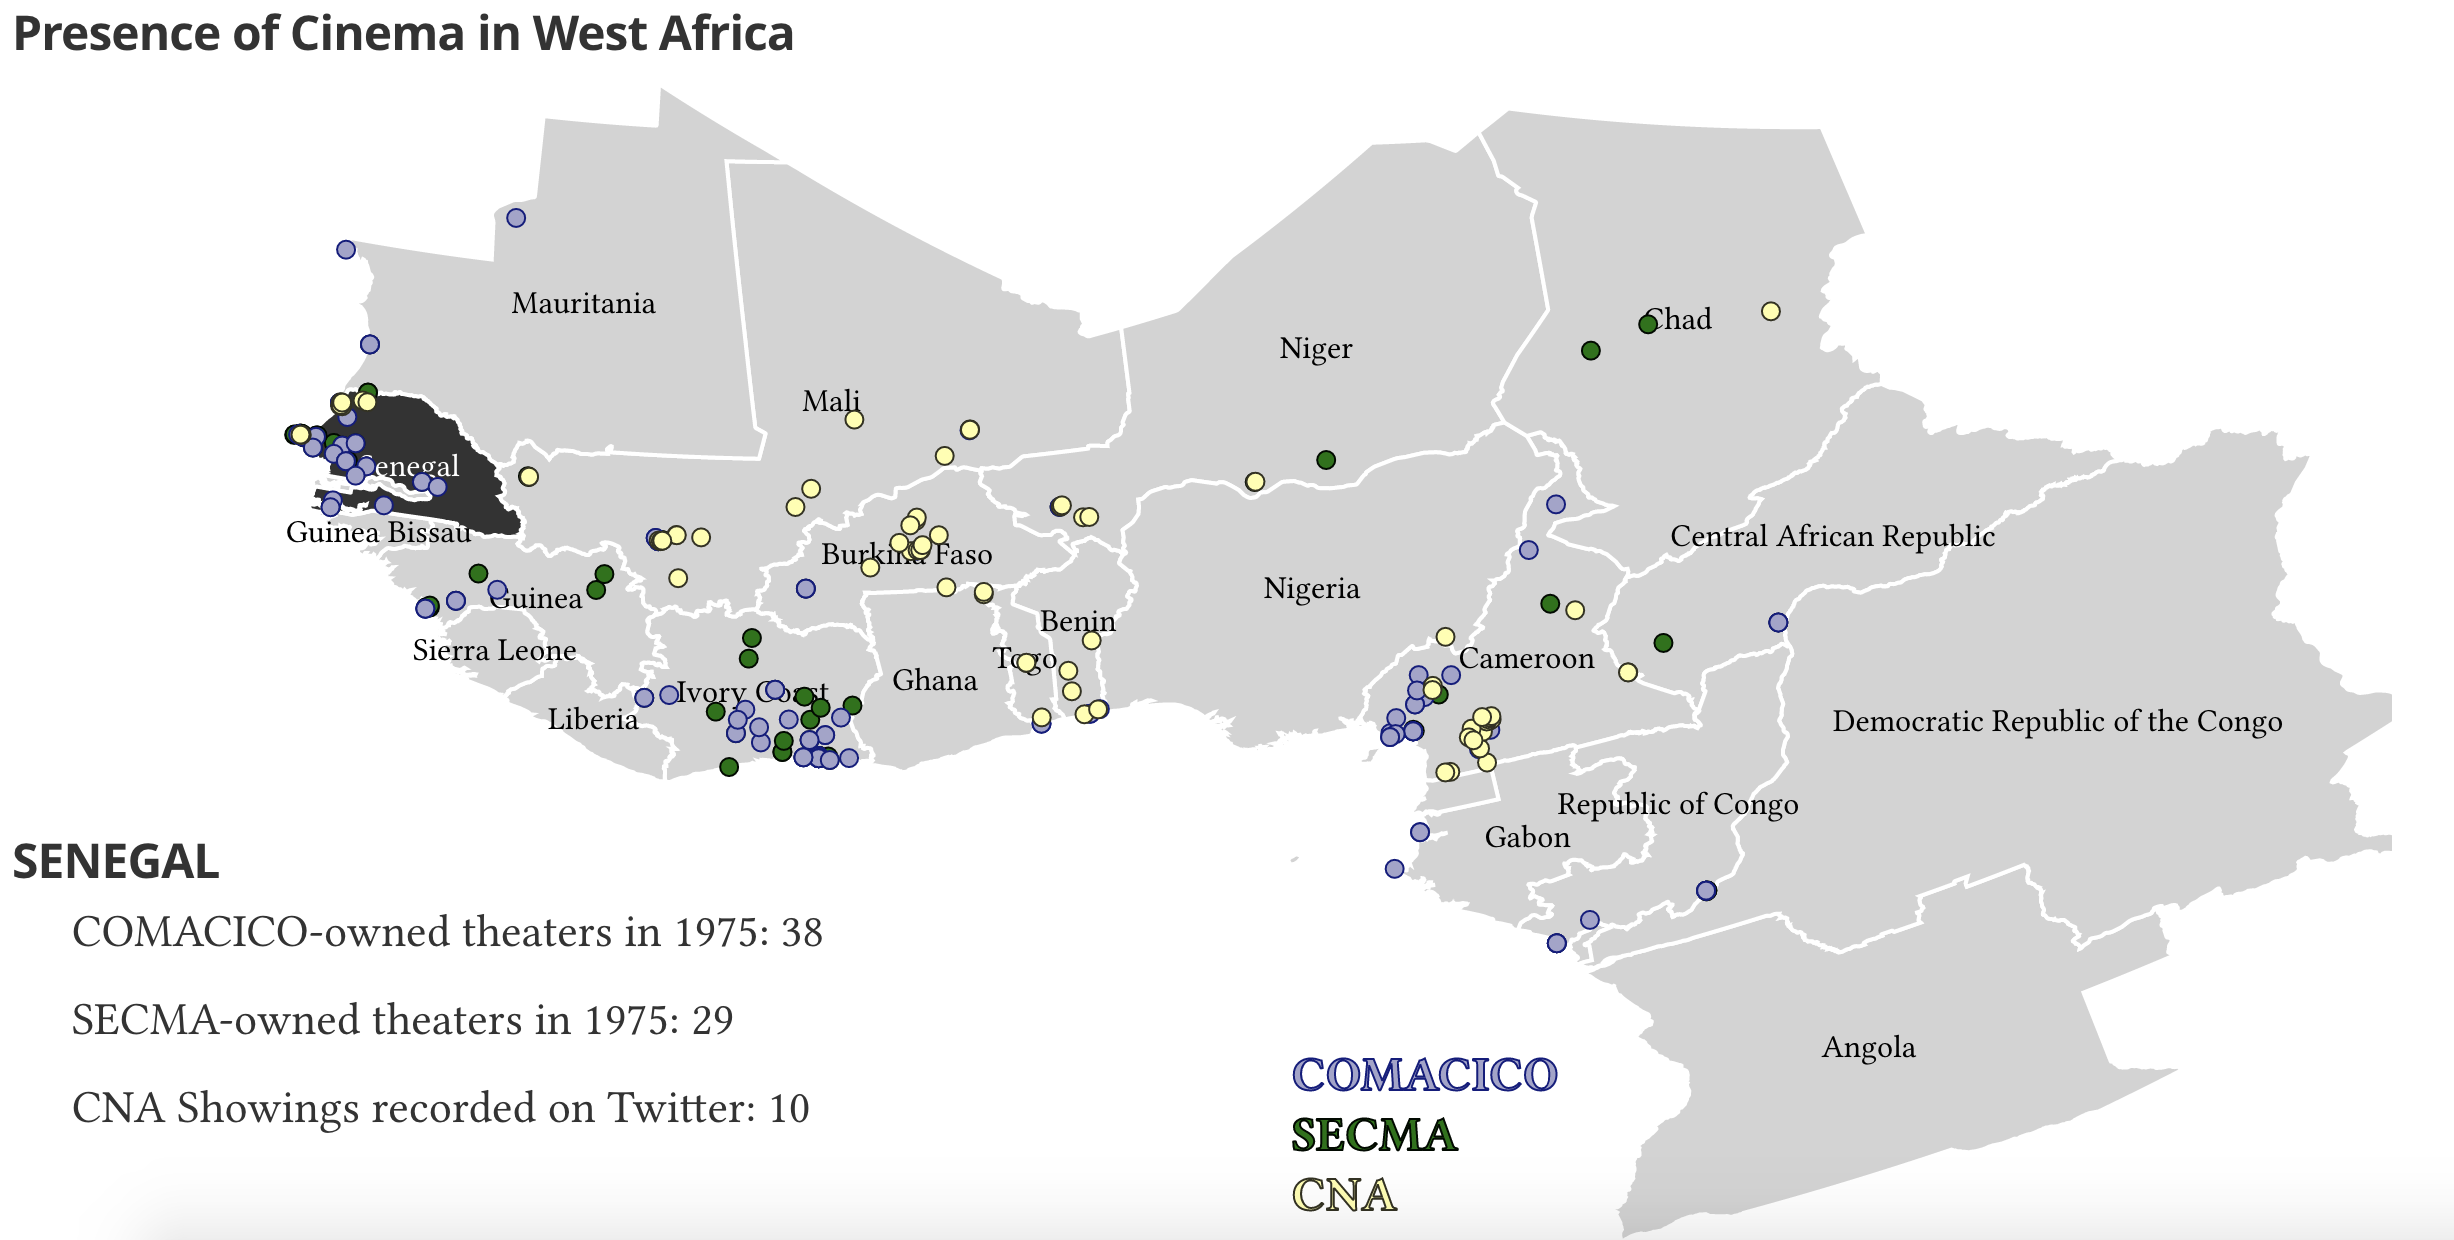 Presence of Cinema in West Africa
Mauritania
Chad
Niger
Mali
Senegal
Guinea Bissau
Central African Republic
Burkina Faso
Nigeria
Guinea
Benin
Sierra Leone
Togo
Cameroon
Ghana
Ivory Coast
Liberia
Democratic Republic of the Congo
Republic of Congo
Gabon
SENEGAL
COMACICO-owned theaters in 1975: 38
SECMA-owned theaters in 1975: 29
CNA Showings recorded on Twitter: 10
Angola
COMACICO
SECMA
CNA